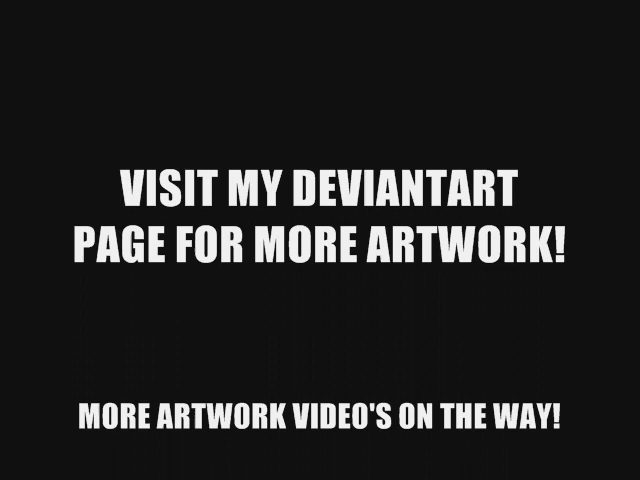 VISIT MY DEVIANTART
PAGE FOR MORE ARTWORK!
MORE ARTWORK VIDEO'S ON THE WAY!